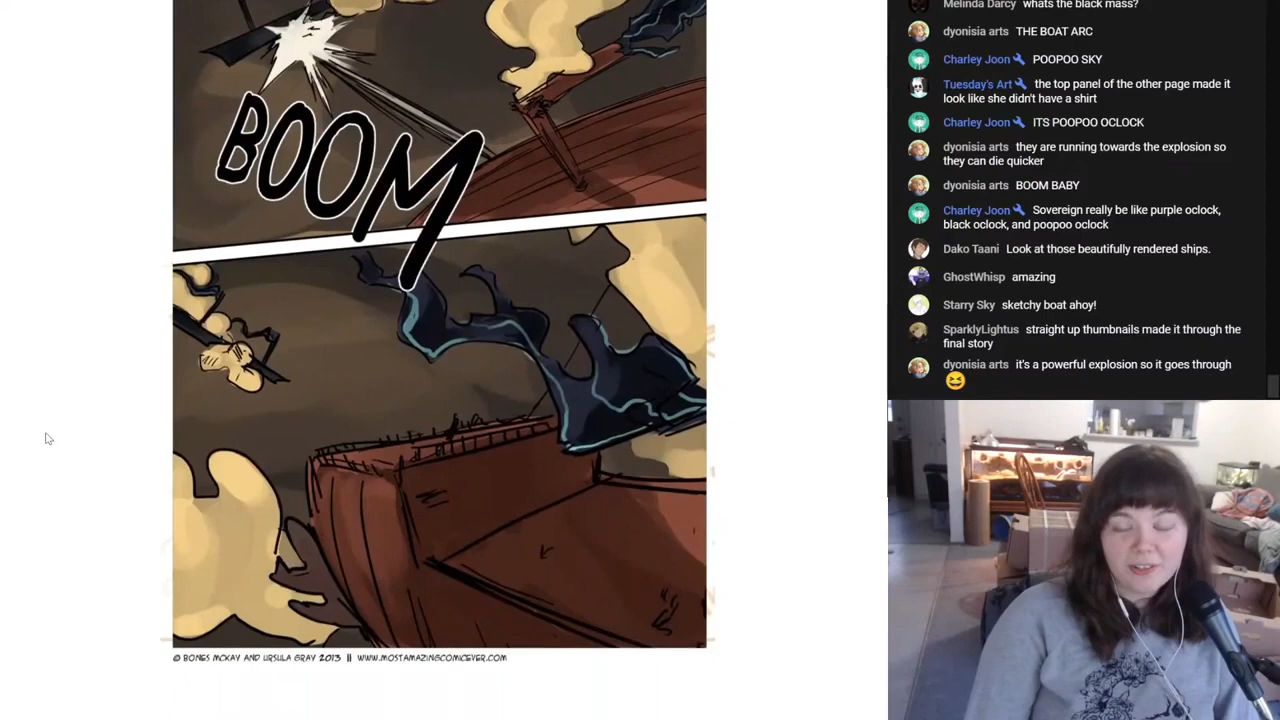 BOOM
© BONES MCKAY AND URSULA GRAY 2013 || WWW.MOSTAMAZINGCOMICEVER.COM
Melinda Darcy whats the black mass?
dyonisia arts THE BOAT ARC
Charley Joon POOPOO SKY
Tuesday's Art the top panel of the other page made it
look like she didn't have a shirt
Charley Joon ITS POOPOO OCLOCK
dyonisia arts they are running towards the explosion so
they can die quicker
dyonisia arts BOOM BABY
Charley Joon Sovereign really be like purple oclock,
black oclock, and poopoo oclock
Dako Taani Look at those beautifully rendered ships.
GhostWhisp amazing
Starry Sky sketchy boat ahoy!
SparklyLightus straight up thumbnails made it through the
final story
dyonisia arts it's a powerful explosion so it goes through